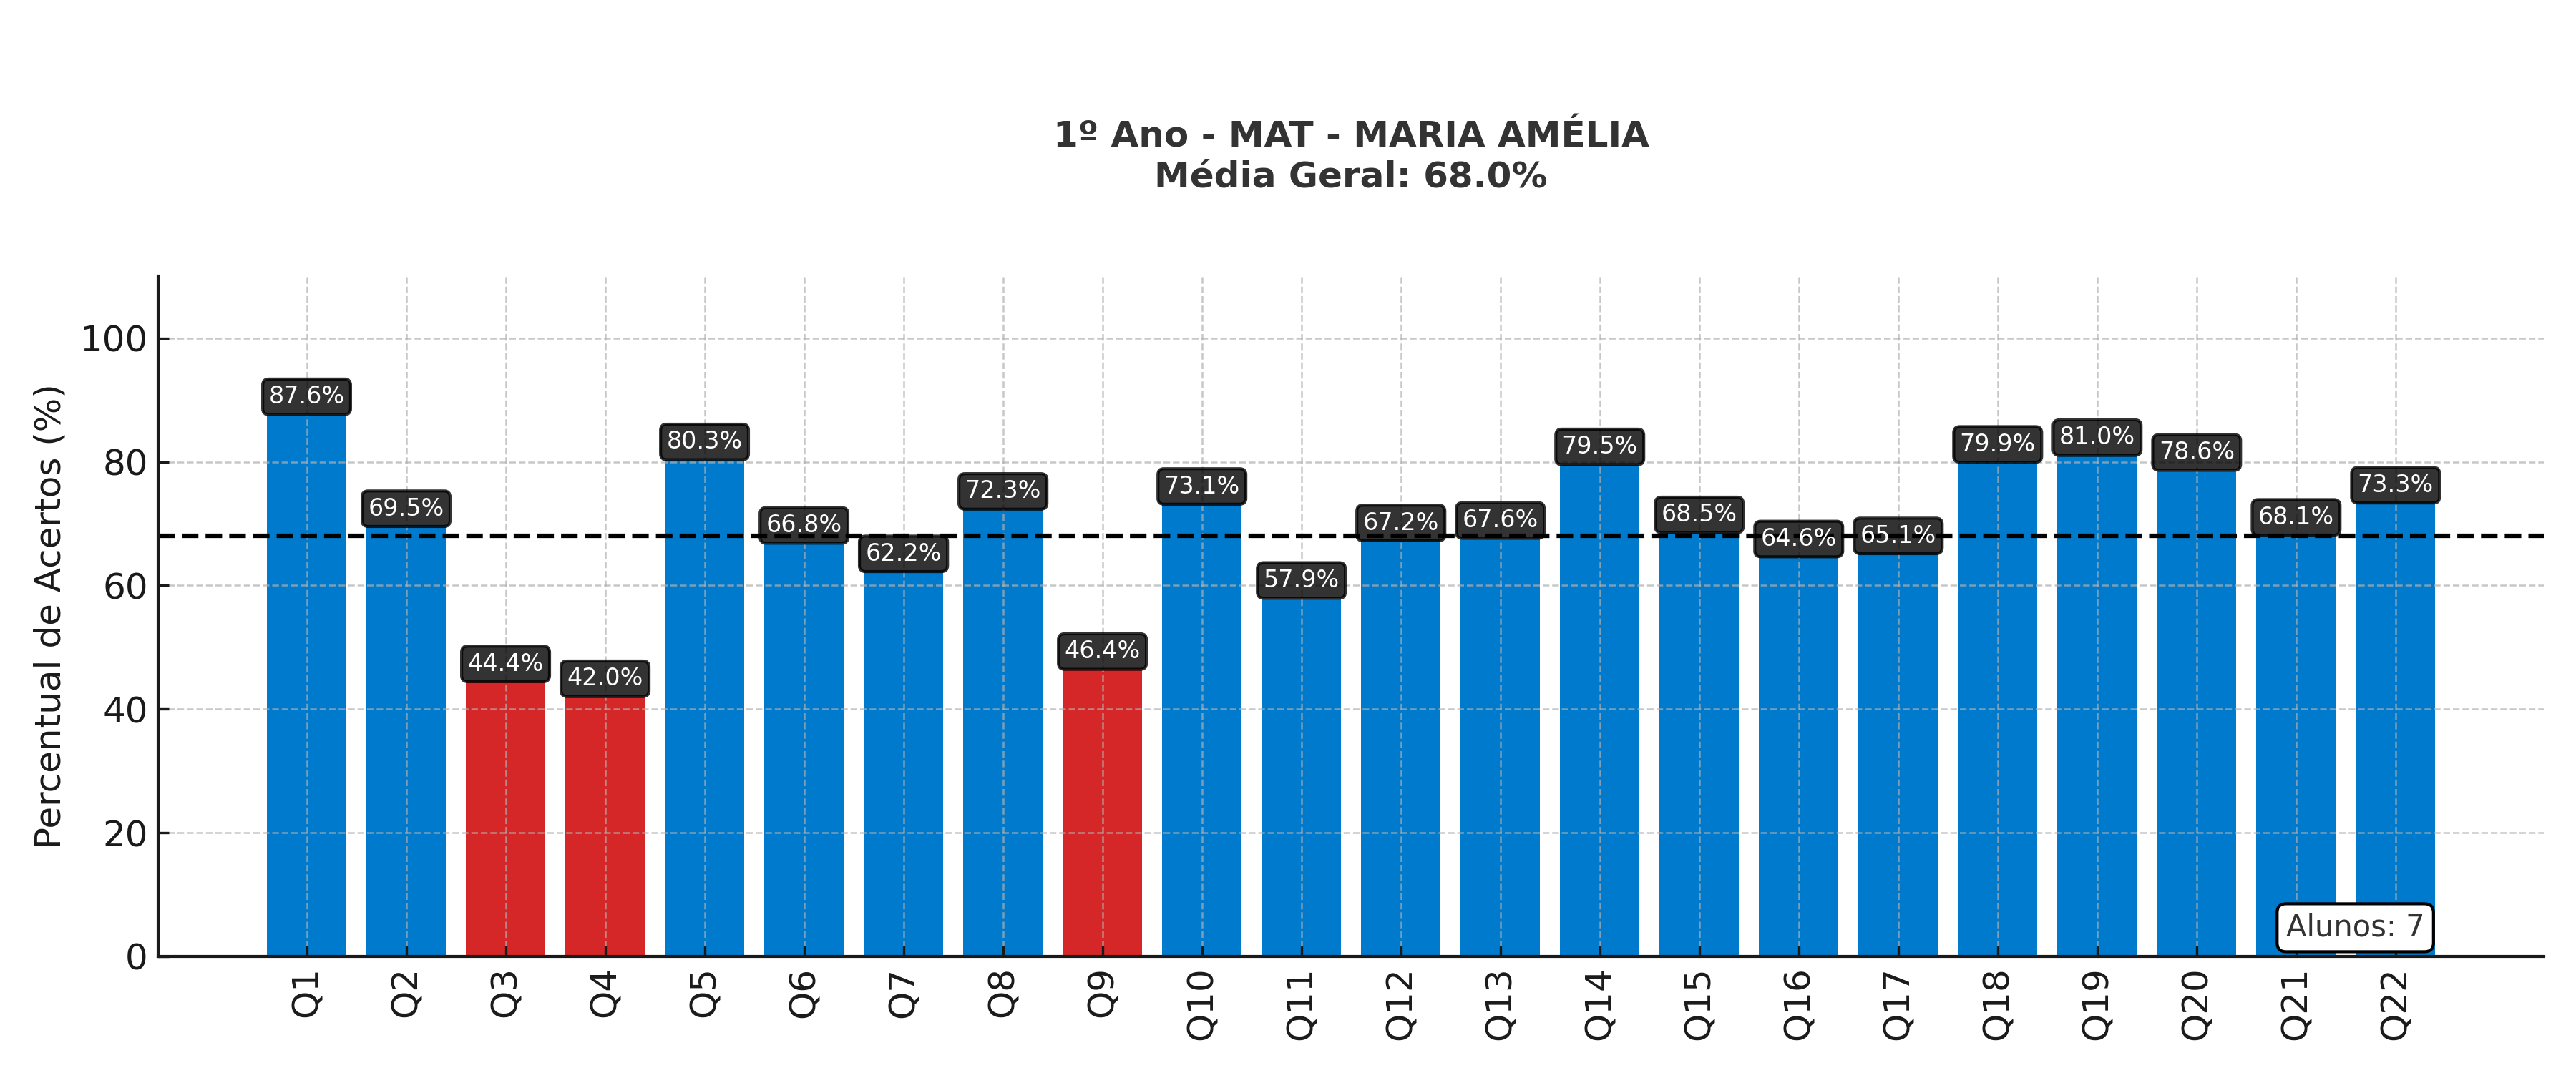 1º Ano - MAT - MARIA AMÉLIA
Média Geral: 68.0%
Percentual de Acertos (%)
100
80
60
40
20
0
87.6%
69.5%
44.4%
42.0%
80.3%
66.8%
62.2%
72.3%
46.4%
73.1%
57.9%
67.2%
67.6%
79.5%
68.5%
64.6%
65.1%
79.9%
81.0%
78.6%
68.1%
73.3%
Alunos: 7
Q1
Q2
Q3
Q4
Q5
Q6
Q7
Q8
Q9
Q10
Q11
Q12
Q13
Q14
Q15
Q16
Q17
Q18
Q19
Q20
Q21
Q22